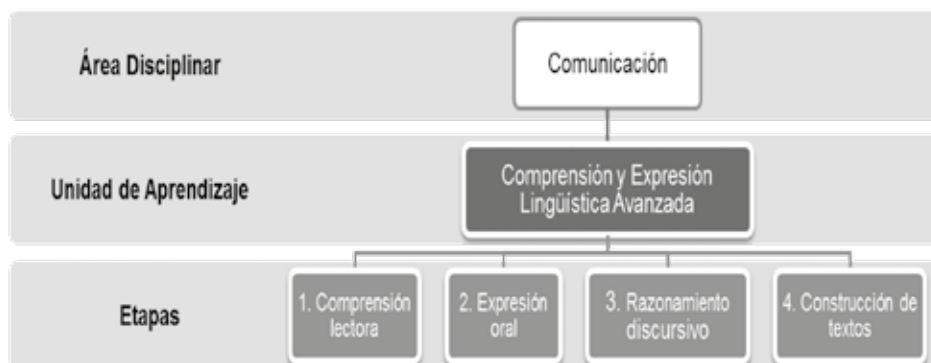 Área Disciplinar
Comunicación
Unidad de Aprendizaje
Comprensión y Expresión
Lingüística Avanzada
Etapas
1. Comprensión
lectora
2. Expresión
oral
3. Razonamiento
discursivo
4. Construcción de
textos